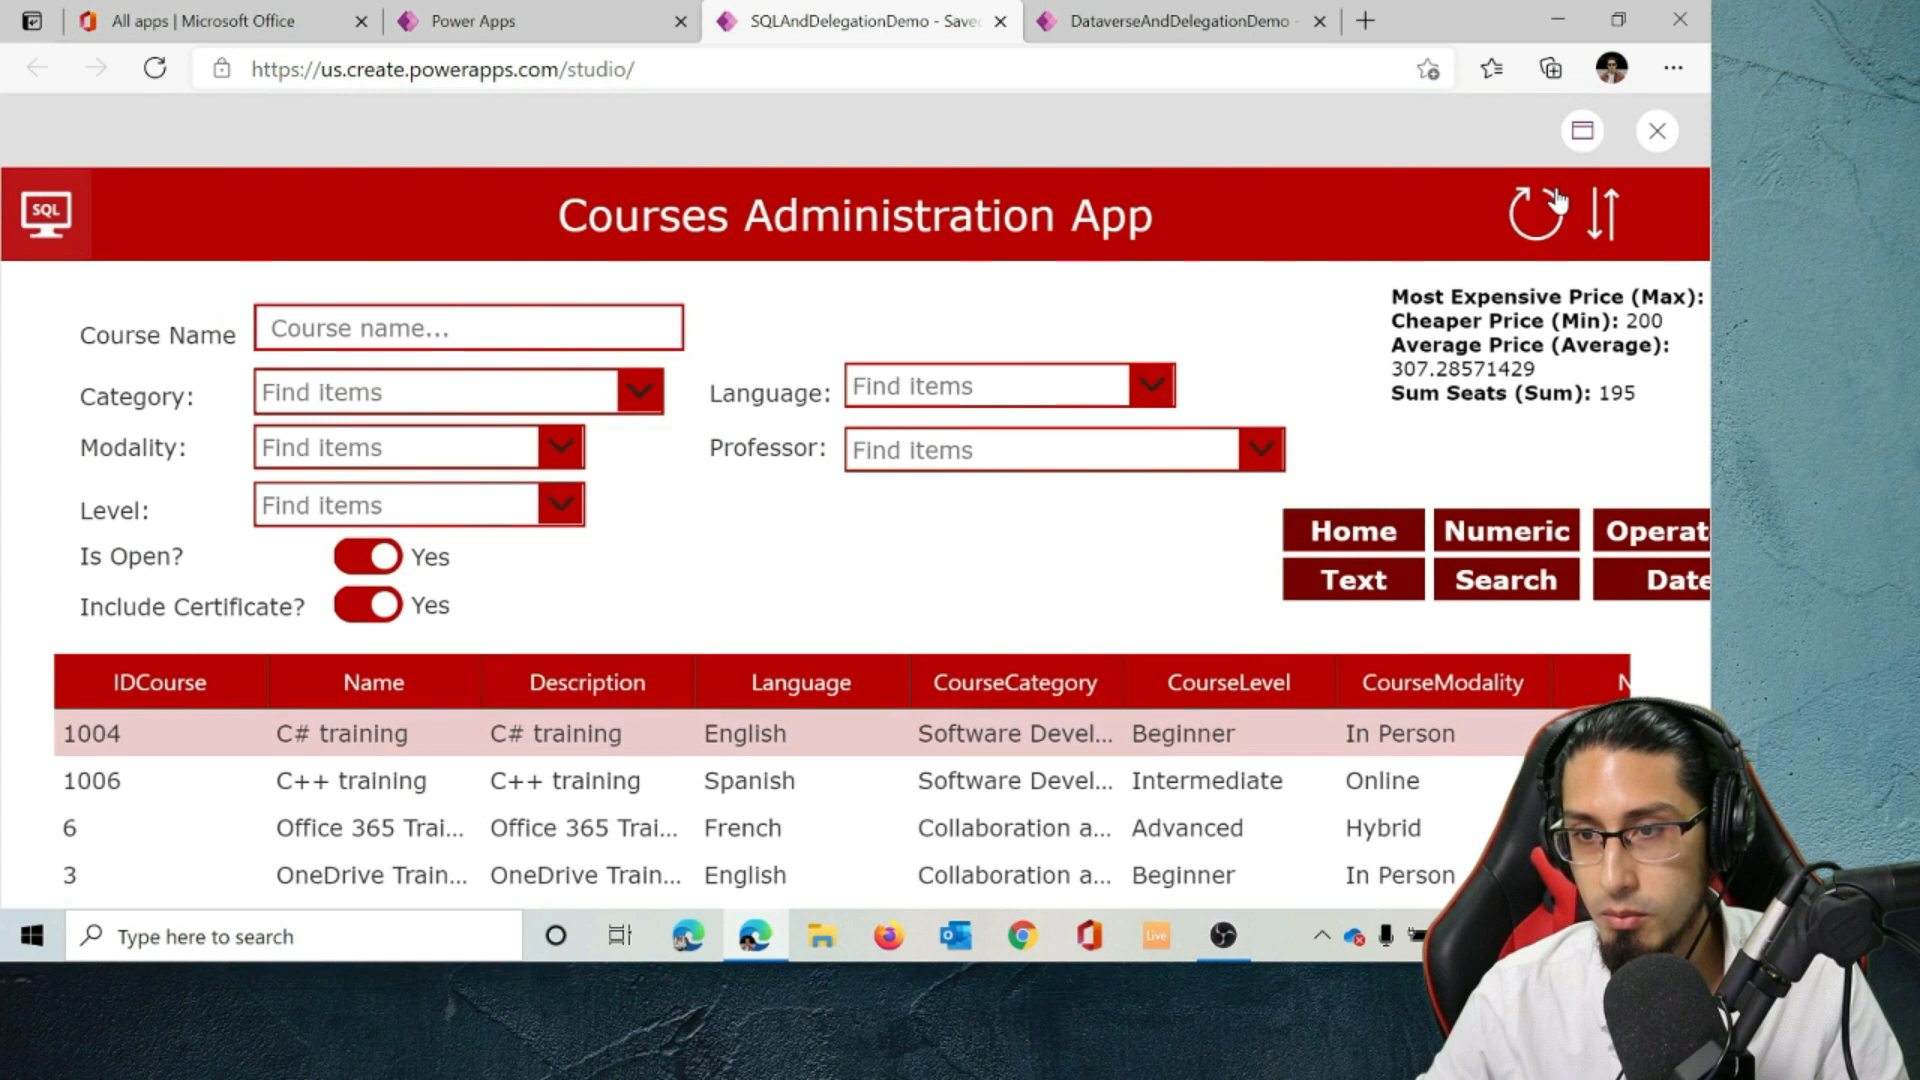 All apps | Microsoft Office
Power Apps
SQLAndDelegationDemo - Save
DataverseAndDelegationDemo -
https://us.create.powerapps.com/studio/
SQL
Courses Administration App
Most Expensive Price (Max):
Cheaper Price (Min): 200
Average Price (Average):
307.28571429
Sum Seats (Sum): 195
Course Name
Course name...
Category:
Find items
Language:
Find items
Modality:
Find items
Professor:
Find items
Level:
Find items
Is Open?
Yes
Include Certificate?
Yes
Home Numeric Operat
Text Search Date
IDCourse Name Description Language CourseCategory CourseLevel CourseModality N
1004 C# training C# training English Software Devel... Beginner In Person
1006 C++ training C++ training Spanish Software Devel... Intermediate Online
6 Office 365 Trai... Office 365 Trai... French Collaboration a... Advanced Hybrid
3 OneDrive Train... OneDrive Train... English Collaboration a... Beginner In Person
Type here to search
Live